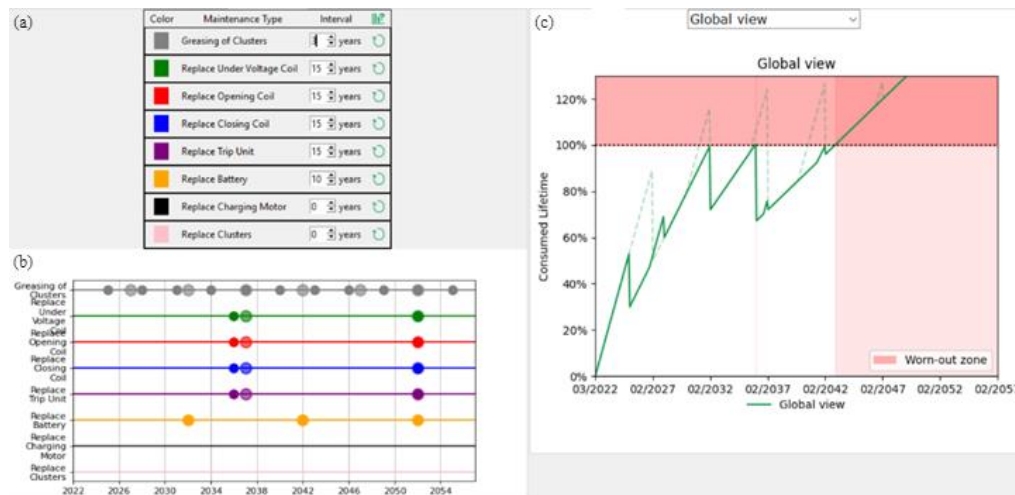 (a)
Color Maintenance Type Interval
Greasing of Clusters years
Replace Under Voltage Coil 15 years
Replace Opening Coil 15 years
Replace Closing Coil 15 years
Replace Trip Unit 15 years
Replace Battery 10 years
Replace Charging Motor 0 years
Replace Clusters 0 years
(b)
Greasing of
Clusters
Replace
Under
Voltage
Coil
Replace
Opening
Coil
Replace
Closing
Coil
Replace
Trip Unit
Replace
Battery
Replace
Charging
Motor
Replace
Clusters
2022 2026 2030 2034 2038 2042 2046 2050 2054
(c)
Global view
Global view
120%
100%
80%
60%
40%
20%
0%
Consumed Lifetime
Worn-out zone
03/2022 02/2027 02/2032 02/2037 02/2042 02/2047 02/2052 02/2057
Global view